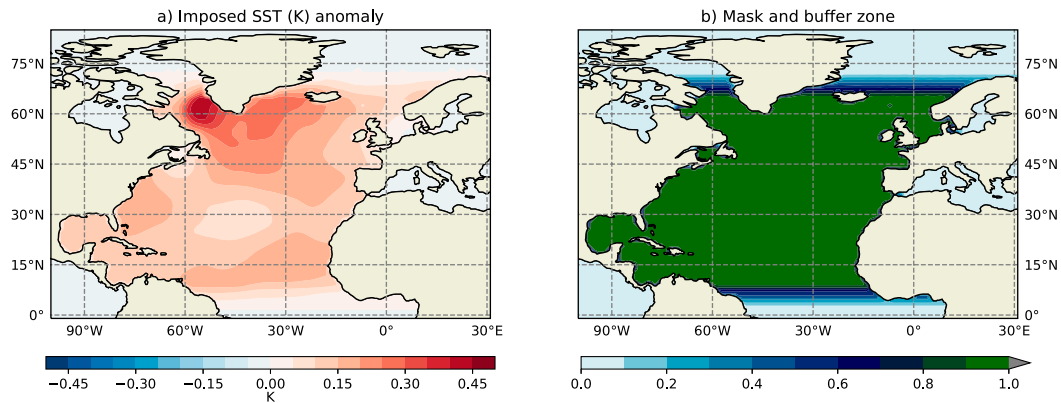 a) Imposed SST (K) anomaly
75°N
60°N
45°N
30°N
15°N
0°
90°W
60°W
30°W
0°
30°E
−0.45
−0.30
−0.15
0.00
0.15
0.30
0.45
K
b) Mask and buffer zone
75°N
60°N
45°N
30°N
15°N
0°
90°W
60°W
30°W
0°
30°E
0.0
0.2
0.4
0.6
0.8
1.0